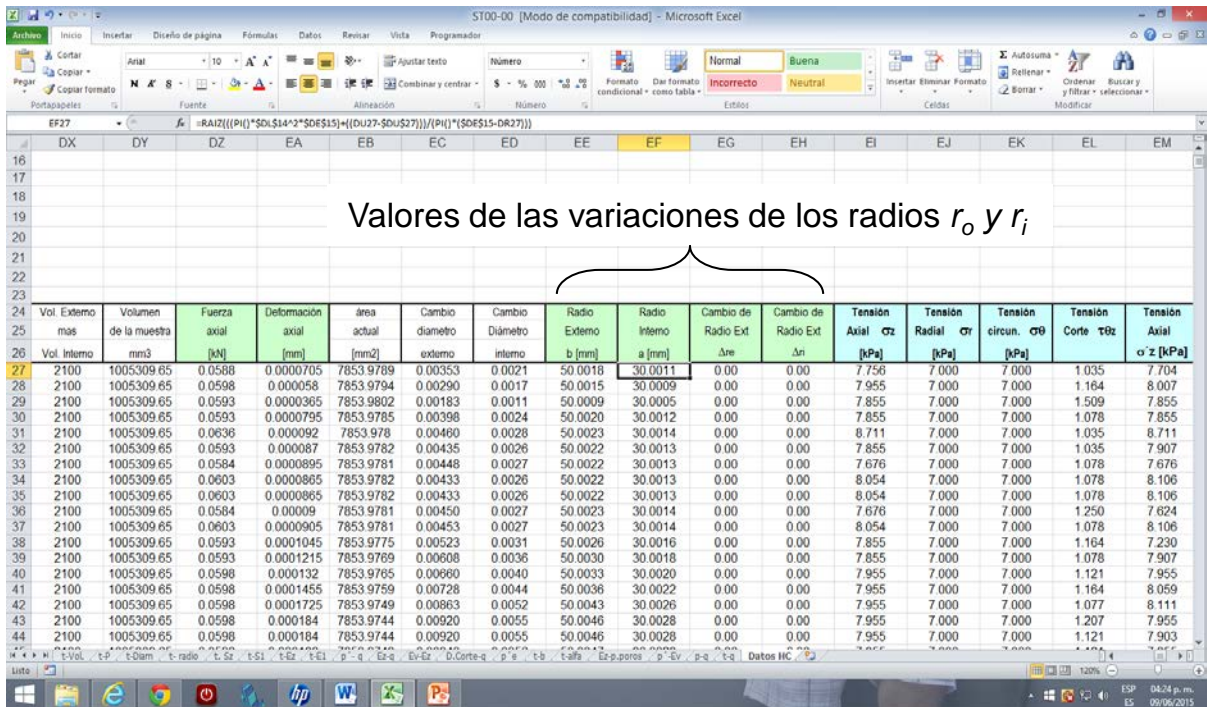 ST00-00 [Modo de compatibilidad] - Microsoft Excel
Archivo Inicio Insertar Diseño de página Fórmulas Datos Revisar Vista Programador
Cortar Arial 10 Ajustar texto Número Normal Buena Σ Autosuma
Pegar Copiar Rellenar
Copiar formato N K S Combinar y centrar $ % 000 Formato condicional Dar formato como tabla Incorrecto Neutral Insertar Eliminar Formato Borrar Ordenar y filtrar Buscar y seleccionar
Portapapeles Fuente Alineación Número Estilos Celdas Modificar
EF27 fx =RAIZ(((PI()*$DL$14^2*$DE$15)+((DU27-$DU$27)))/(PI()*($DE$15-DR27)))
DX DY DZ EA EB EC ED EE EF EG EH EI EJ EK EL EM
16
17
18
19
20
21
22
23
Valores de las variaciones de los radios ro y ri
24 Vol. Externo Volumen Fuerza Deformación área Cambio Cambio Radio Radio Cambio de Cambio de Tensión Tensión Tensión Tensión Tensión
25 mas de la muestra axial axial actual diametro Diámetro Externo Interno Radio Ext Radio Ext Axial σz Radial σr circun. σθ Corte τθz Axial
26 Vol. Interno mm3 [kN] [mm] [mm2] externo interno b [mm] a [mm] Δre Δri [kPa] [kPa] [kPa] σ´z [kPa]
27 2100 1005309.65 0.0588 0.0000705 7853.9789 0.00353 0.0021 50.0018 30.0011 0.00 0.00 7.756 7.000 7.000 1.035 7.704
28 2100 1005309.65 0.0598 0.000058 7853.9794 0.00290 0.0017 50.0015 30.0009 0.00 0.00 7.955 7.000 7.000 1.164 8.007
29 2100 1005309.65 0.0593 0.0000365 7853.9802 0.00183 0.0011 50.0009 30.0005 0.00 0.00 7.855 7.000 7.000 1.509 7.855
30 2100 1005309.65 0.0593 0.0000795 7853.9785 0.00398 0.0024 50.0020 30.0012 0.00 0.00 7.855 7.000 7.000 1.078 7.855
31 2100 1005309.65 0.0636 0.000092 7853.978 0.00460 0.0028 50.0023 30.0014 0.00 0.00 8.711 7.000 7.000 1.035 8.711
32 2100 1005309.65 0.0593 0.000087 7853.9782 0.00435 0.0026 50.0022 30.0013 0.00 0.00 7.855 7.000 7.000 1.035 7.907
33 2100 1005309.65 0.0584 0.0000895 7853.9781 0.00448 0.0027 50.0022 30.0013 0.00 0.00 7.676 7.000 7.000 1.078 7.676
34 2100 1005309.65 0.0603 0.0000865 7853.9782 0.00433 0.0026 50.0022 30.0013 0.00 0.00 8.054 7.000 7.000 1.078 8.106
35 2100 1005309.65 0.0603 0.0000865 7853.9782 0.00433 0.0026 50.0022 30.0013 0.00 0.00 8.054 7.000 7.000 1.078 8.106
36 2100 1005309.65 0.0584 0.00009 7853.9781 0.00450 0.0027 50.0023 30.0014 0.00 0.00 7.676 7.000 7.000 1.250 7.624
37 2100 1005309.65 0.0603 0.0000905 7853.9781 0.00453 0.0027 50.0023 30.0014 0.00 0.00 8.054 7.000 7.000 1.078 8.106
38 2100 1005309.65 0.0593 0.0001045 7853.9775 0.00523 0.0031 50.0026 30.0016 0.00 0.00 7.855 7.000 7.000 1.164 7.230
39 2100 1005309.65 0.0593 0.0001215 7853.9769 0.00608 0.0036 50.0030 30.0018 0.00 0.00 7.855 7.000 7.000 1.078 7.907
40 2100 1005309.65 0.0598 0.000132 7853.9765 0.00660 0.0040 50.0033 30.0020 0.00 0.00 7.955 7.000 7.000 1.121 7.955
41 2100 1005309.65 0.0598 0.0001455 7853.9759 0.00728 0.0044 50.0036 30.0022 0.00 0.00 7.955 7.000 7.000 1.164 8.059
42 2100 1005309.65 0.0598 0.0001725 7853.9749 0.00863 0.0052 50.0043 30.0026 0.00 0.00 7.955 7.000 7.000 1.077 8.111
43 2100 1005309.65 0.0598 0.000184 7853.9744 0.00920 0.0055 50.0046 30.0028 0.00 0.00 7.955 7.000 7.000 1.207 7.955
44 2100 1005309.65 0.0598 0.000184 7853.9744 0.00920 0.0055 50.0046 30.0028 0.00 0.00 7.955 7.000 7.000 1.121 7.903
t-Vol. t-P t-Diam t- radio t. Sz t-S1 t-Ez t-E1 p´- q Ez-q Ev-Ez D.Corte-q p´e t-b t-alfa Ez-p.poros p´-Ev p-q t-q Datos HC
Listo 120%
ESP 04:24 p. m.
ES 09/06/2015